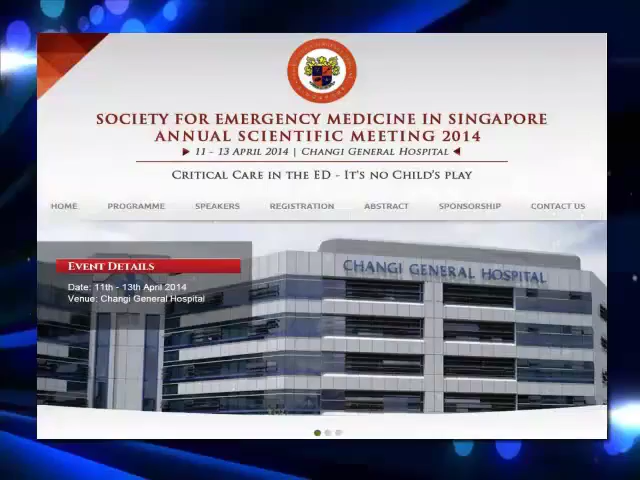 SOCIETY FOR EMERGENCY MEDICINE IN SINGAPORE
ANNUAL SCIENTIFIC MEETING 2014
11 - 13 APRIL 2014 | CHANGI GENERAL HOSPITAL
CRITICAL CARE IN THE ED - IT'S NO CHILD'S PLAY
HOME PROGRAMME SPEAKERS REGISTRATION ABSTRACT SPONSORSHIP CONTACT US
EVENT DETAILS
Date: 11th - 13th April 2014
Venue: Changi General Hospital
CHANGI GENERAL HOSPITAL